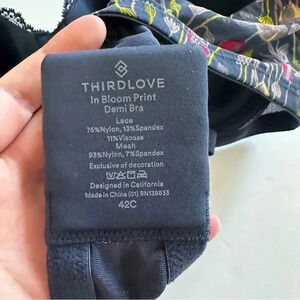 THIRDLOVE
In Bloom Print
Demi Bra
Lace
76%Nylon, 13%Spandex
11%Viscose
Mesh
93%Nylon, 7%Spandex
Exclusive of decoration
Designed in California
Made in China (01) RN139833
42C